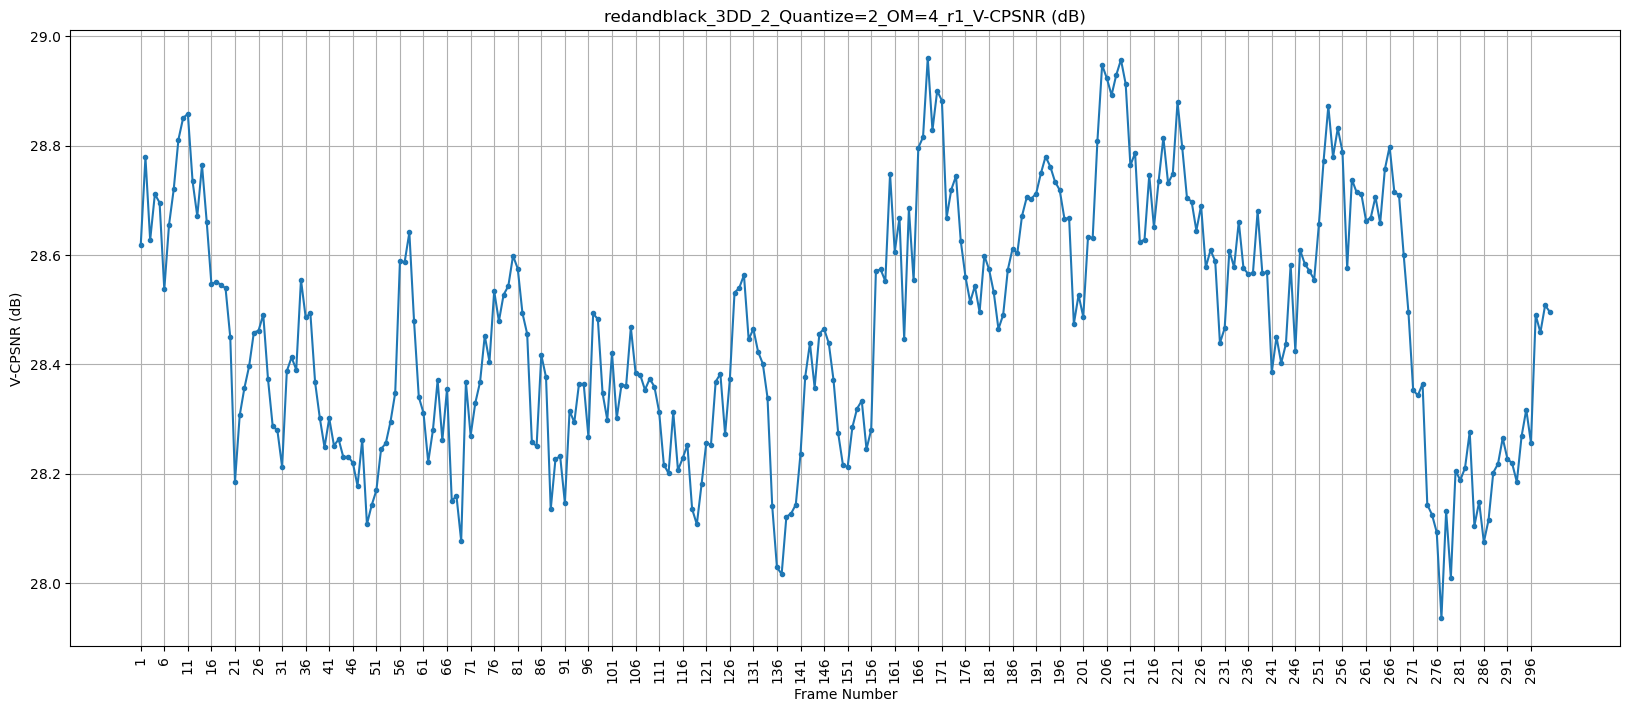 redandblack_3DD_2_Quantize=2_OM=4_r1_V-CPSNR (dB)
V-CPSNR (dB)
29.0
28.8
28.6
28.4
28.2
28.0
1 6 11 16 21 26 31 36 41 46 51 56 61 66 71 76 81 86 91 96 101 106 111 116 121 126 131 136 141 146 151 156 161 166 171 176 181 186 191 196 201 206 211 216 221 226 231 236 241 246 251 256 261 266 271 276 281 286 291 296
Frame Number